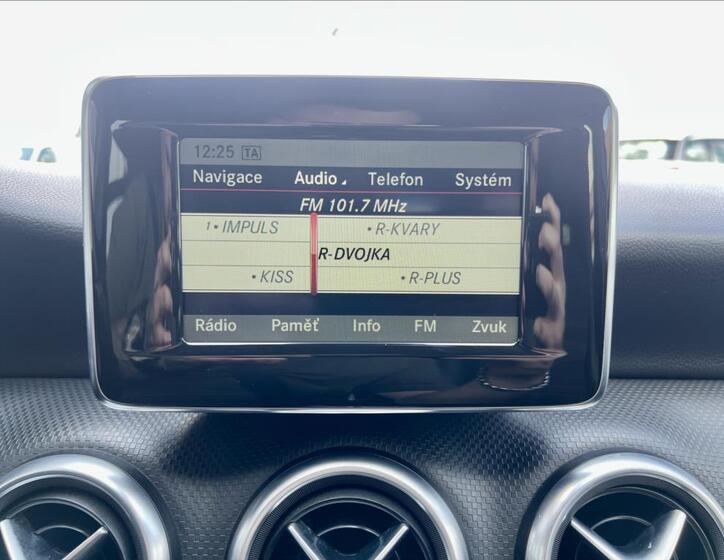 12:25 TA
Navigace Audio Telefon Systém
FM 101.7 MHz
1 • IMPULS • R-KVARY
R-DVOJKA
• KISS • R-PLUS
Rádio Paměť Info FM Zvuk